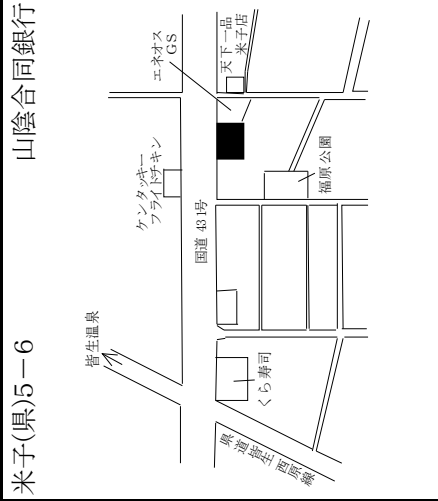 米子(県)5－6　山陰合同銀行
皆生温泉
ケンタッキー
フライドチキン
エネオス
GS
天下一品
米子店
国道 431号
福原公園
くら寿司
県道皆生西原線